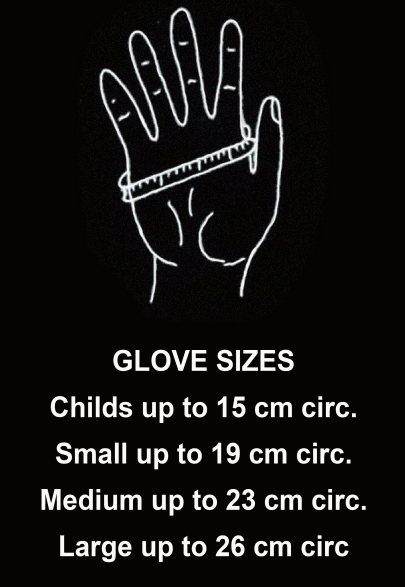 GLOVE SIZES
Childs up to 15 cm circ.
Small up to 19 cm circ.
Medium up to 23 cm circ.
Large up to 26 cm circ